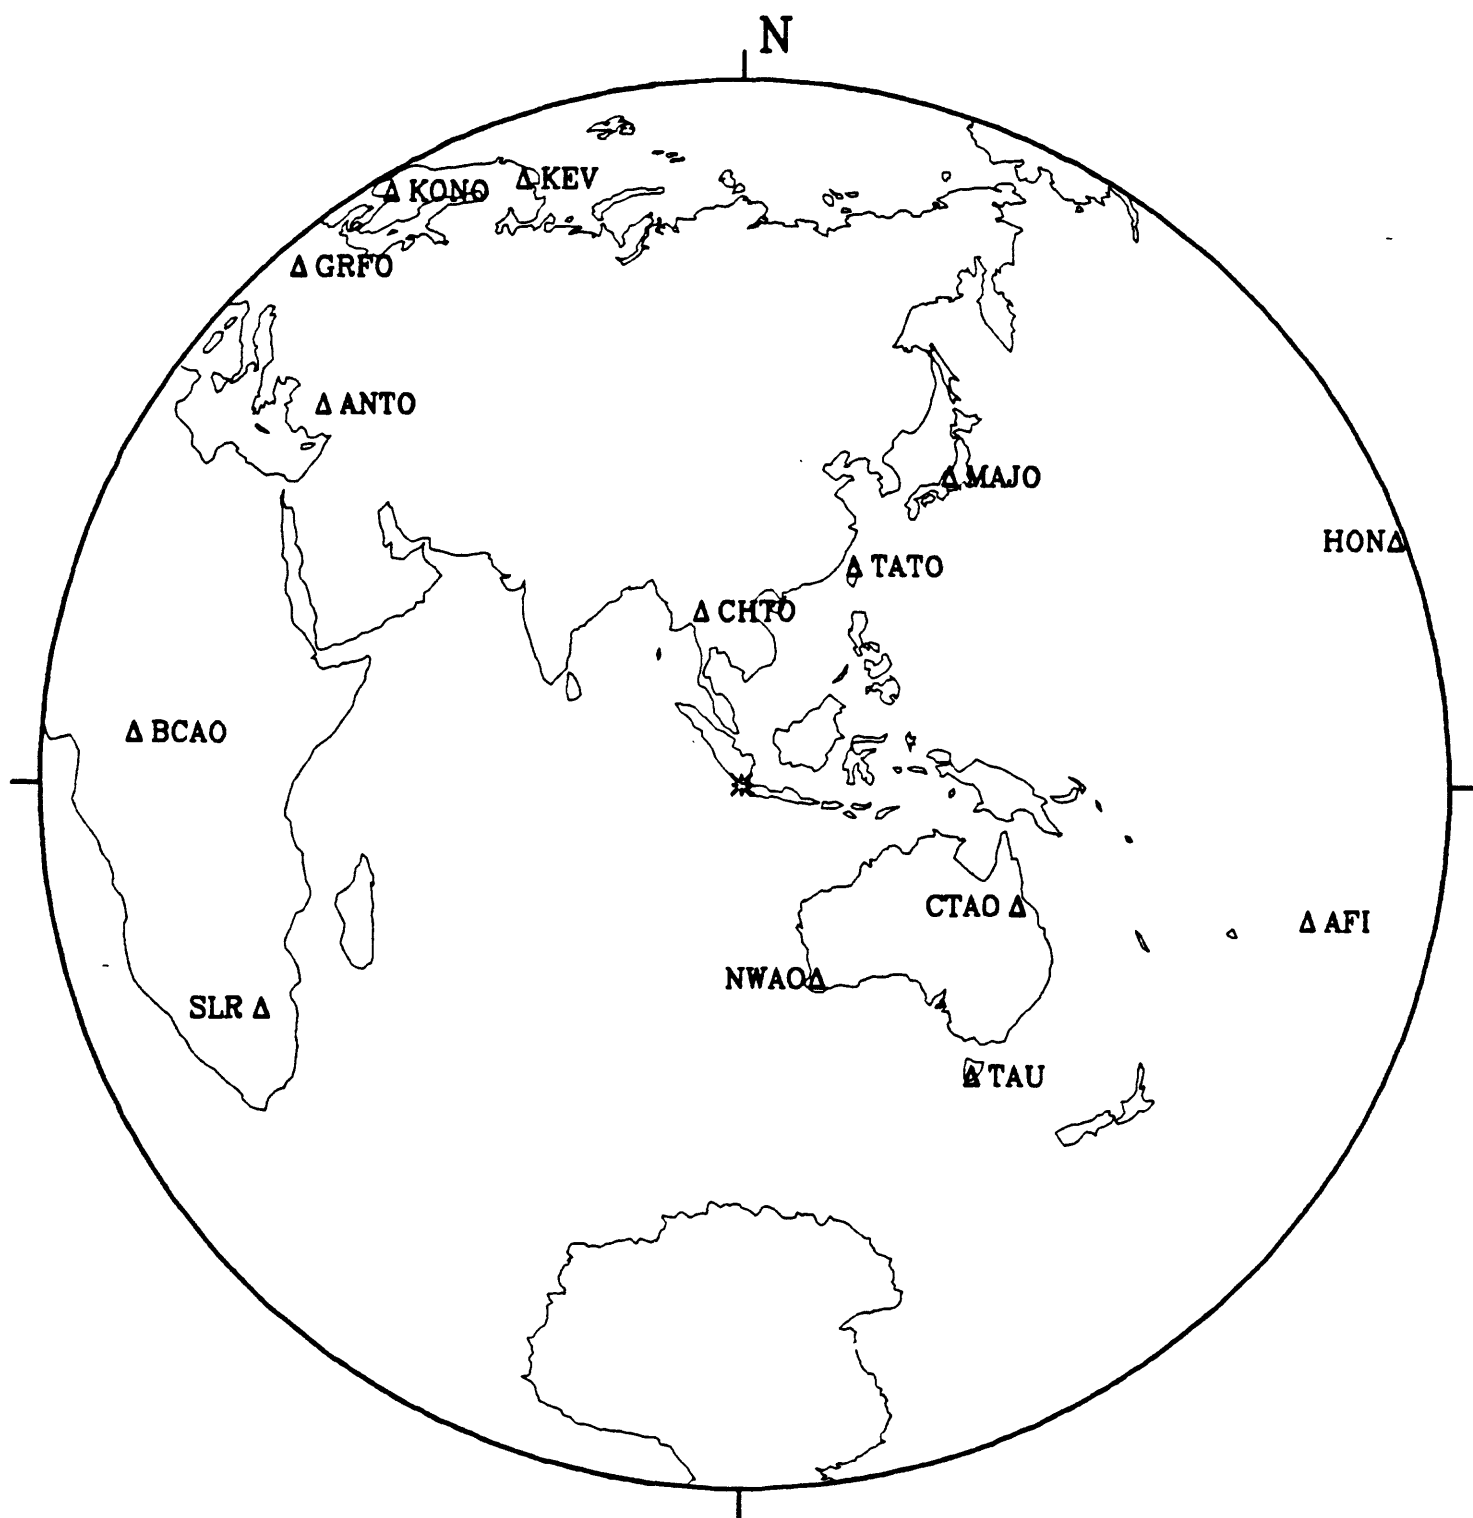 N
KONO
KEV
GRFO
ANTO
MAJO
HON
TATO
CHTO
BCAO
CTAO
AFI
NWAO
SLR
TAU